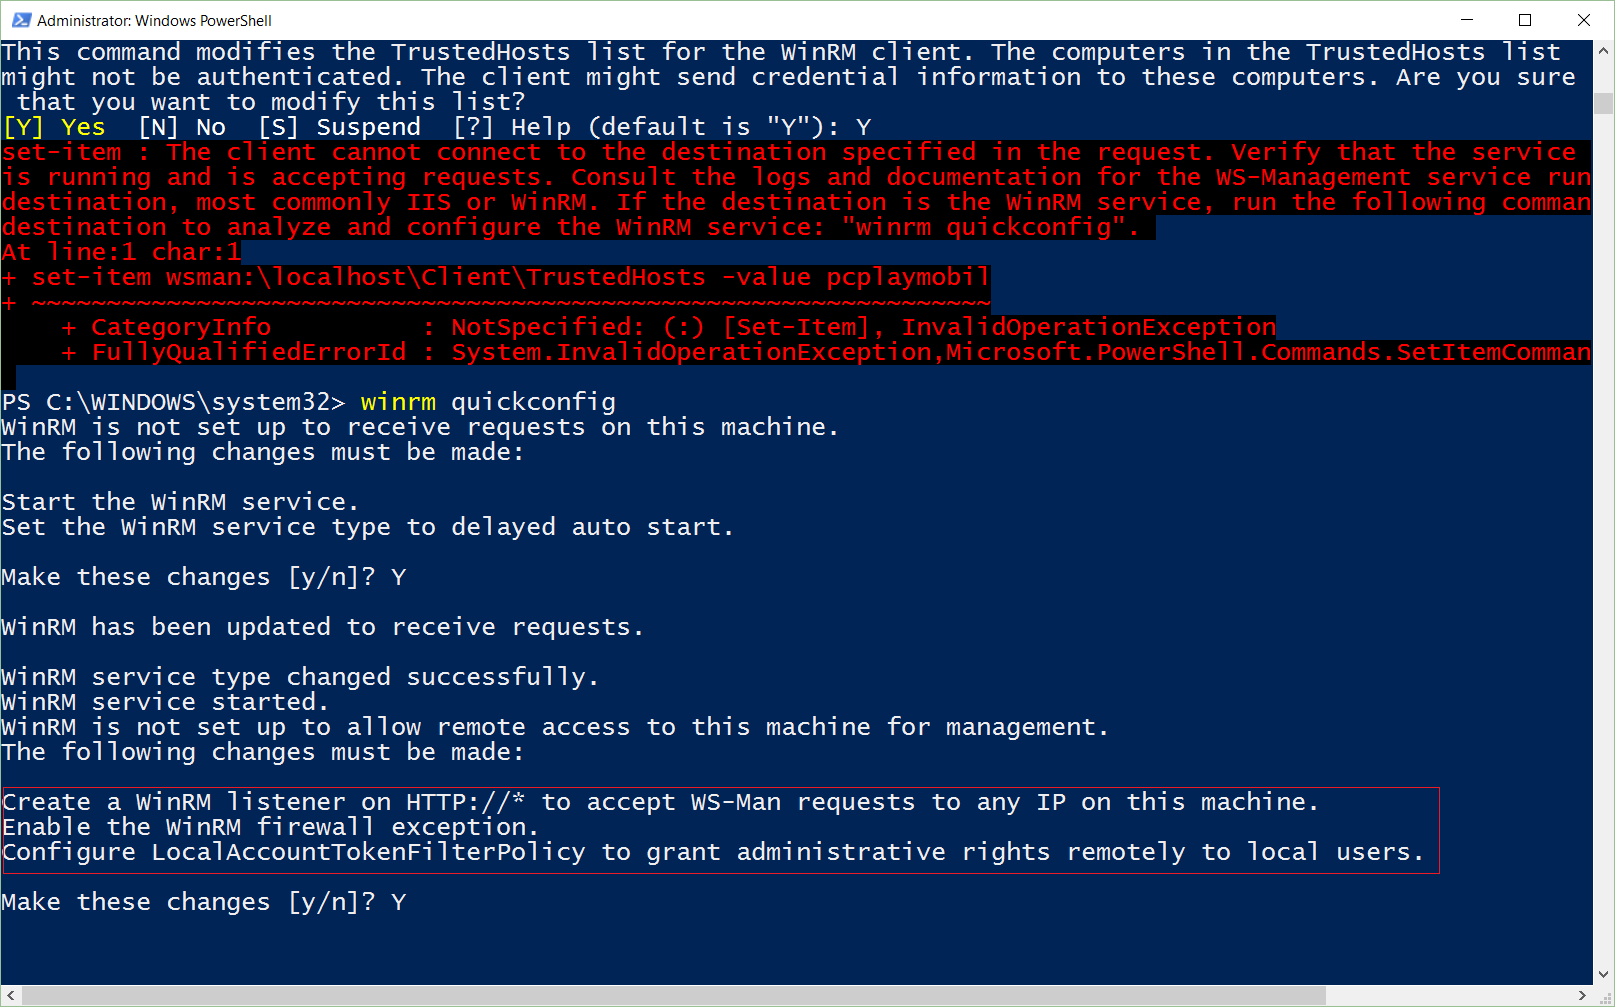 Administrator: Windows PowerShell
This command modifies the TrustedHosts list for the WinRM client. The computers in the TrustedHosts list
might not be authenticated. The client might send credential information to these computers. Are you sure
 that you want to modify this list?
[Y] Yes  [N] No  [S] Suspend  [?] Help (default is "Y"): Y
set-item : The client cannot connect to the destination specified in the request. Verify that the service
is running and is accepting requests. Consult the logs and documentation for the WS-Management service run
destination, most commonly IIS or WinRM. If the destination is the WinRM service, run the following comman
destination to analyze and configure the WinRM service: "winrm quickconfig".
At line:1 char:1
+ set-item wsman:\localhost\Client\TrustedHosts -value pcplaymobil
+ ~~~~~~~~~~~~~~~~~~~~~~~~~~~~~~~~~~~~~~~~~~~~~~~~~~~~~~~~~~~~~~~~
    + CategoryInfo          : NotSpecified: (:) [Set-Item], InvalidOperationException
    + FullyQualifiedErrorId : System.InvalidOperationException,Microsoft.PowerShell.Commands.SetItemComman
PS C:\WINDOWS\system32> winrm quickconfig
WinRM is not set up to receive requests on this machine.
The following changes must be made:
Start the WinRM service.
Set the WinRM service type to delayed auto start.
Make these changes [y/n]? Y
WinRM has been updated to receive requests.
WinRM service type changed successfully.
WinRM service started.
WinRM is not set up to allow remote access to this machine for management.
The following changes must be made:
Create a WinRM listener on HTTP://* to accept WS-Man requests to any IP on this machine.
Enable the WinRM firewall exception.
Configure LocalAccountTokenFilterPolicy to grant administrative rights remotely to local users.
Make these changes [y/n]? Y